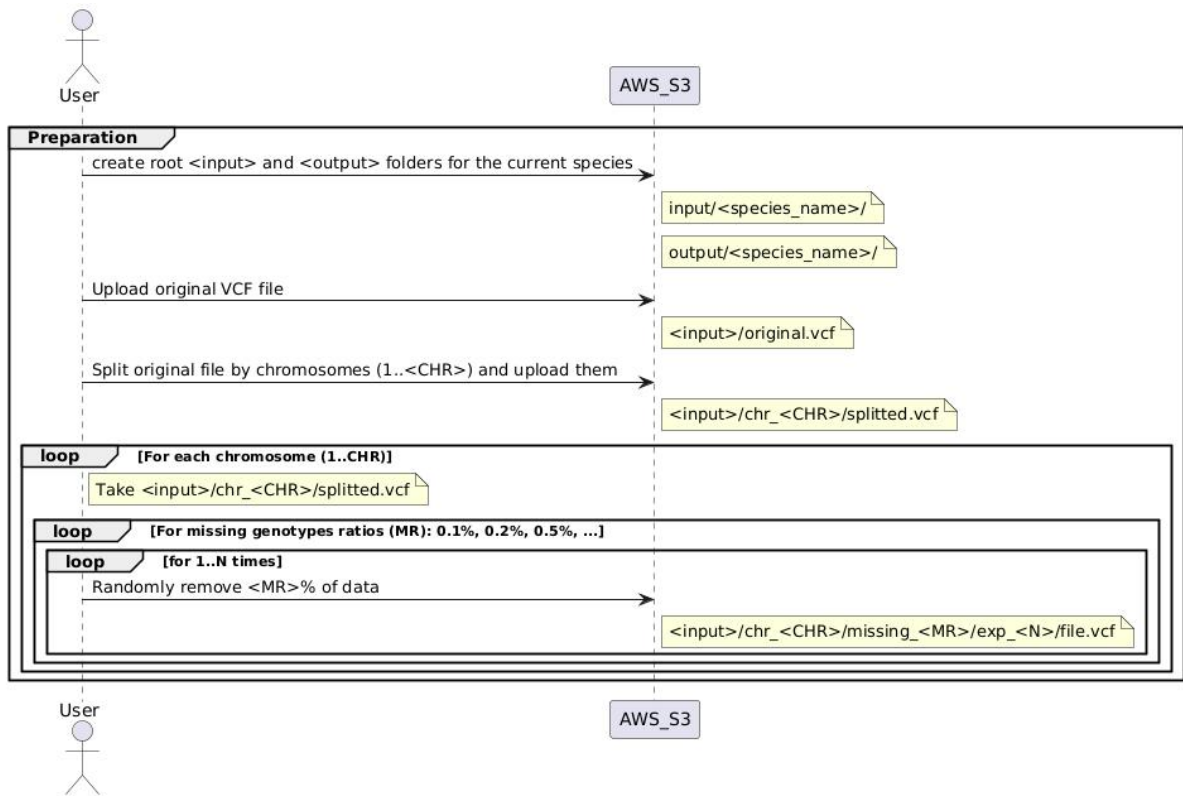 User
AWS_S3
Preparation
create root <input> and <output> folders for the current species
input/<species_name>/
output/<species_name>/
Upload original VCF file
<input>/original.vcf
Split original file by chromosomes (1..<CHR>) and upload them
<input>/chr_<CHR>/splitted.vcf
loop [For each chromosome (1..CHR)]
Take <input>/chr_<CHR>/splitted.vcf
loop [For missing genotypes ratios (MR): 0.1%, 0.2%, 0.5%, ...]
loop [for 1..N times]
Randomly remove <MR>% of data
<input>/chr_<CHR>/missing_<MR>/exp_<N>/file.vcf
User
AWS_S3